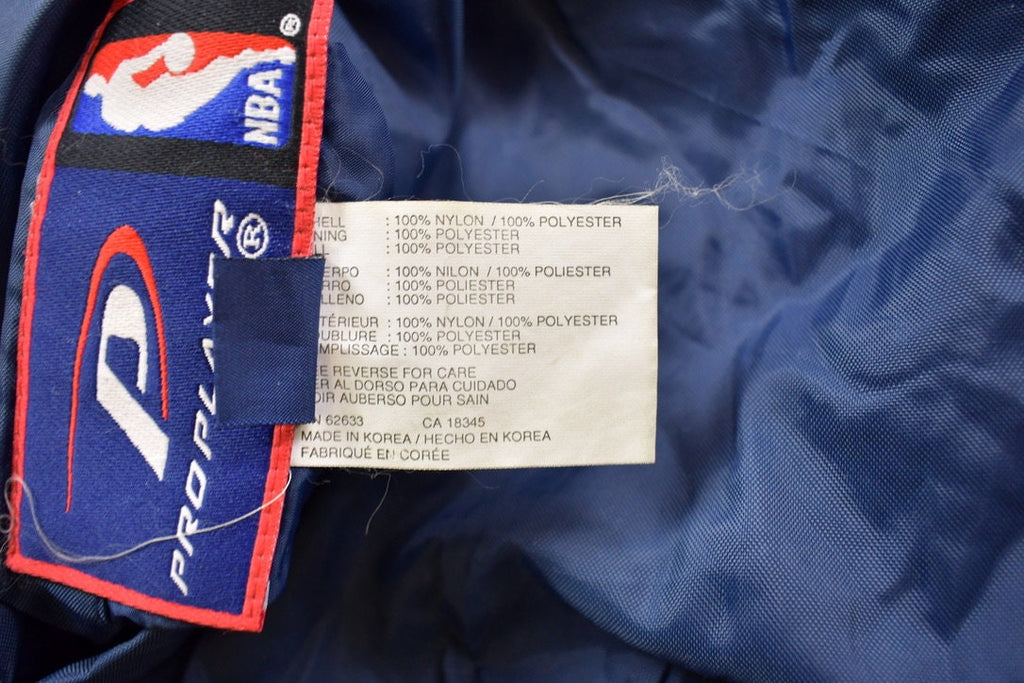 NBA ®
PRO PLAYER ®
HELL : 100% NYLON / 100% POLYESTER
NING : 100% POLYESTER
LL : 100% POLYESTER
ERPO : 100% NILON / 100% POLIESTER
RRO : 100% POLIESTER
LLENO : 100% POLIESTER
TÉRIEUR : 100% NYLON / 100% POLYESTER
OUBLURE : 100% POLYESTER
MPLISSAGE : 100% POLYESTER
EE REVERSE FOR CARE
ER AL DORSO PARA CUIDADO
OIR AUBERSO POUR SAIN
N 62633 CA 18345
MADE IN KOREA / HECHO EN KOREA
FABRIQUÉ EN CORÉE